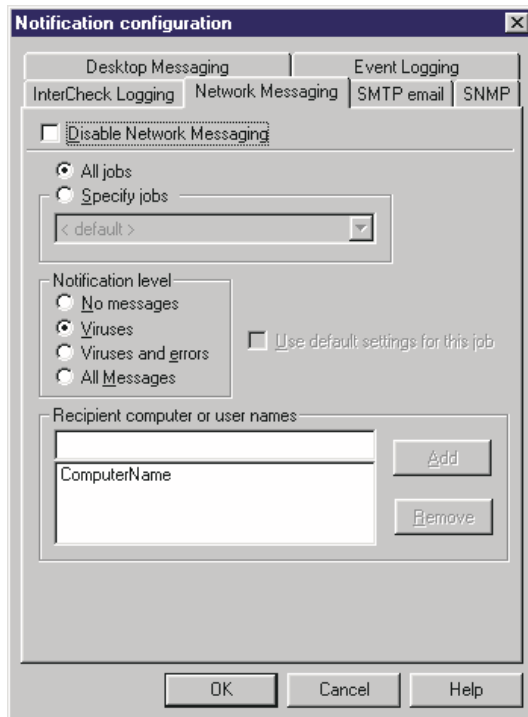 Notification configuration
Desktop Messaging
Event Logging
InterCheck Logging
Network Messaging
SMTP email
SNMP
Disable Network Messaging
All jobs
Specify jobs
< default >
Notification level
No messages
Viruses
Viruses and errors
All Messages
Use default settings for this job
Recipient computer or user names
Add
ComputerName
Remove
OK
Cancel
Help